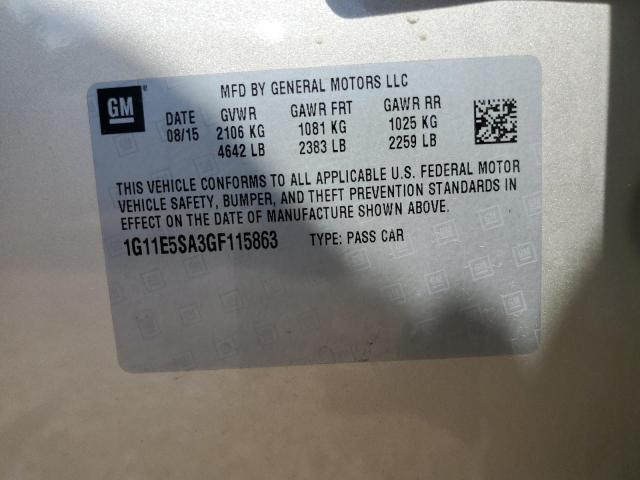 MFD BY GENERAL MOTORS LLC
GM
DATE GVWR GAWR FRT GAWR RR
08/15 2106 KG 1081 KG 1025 KG
4642 LB 2383 LB 2259 LB
THIS VEHICLE CONFORMS TO ALL APPLICABLE U.S. FEDERAL MOTOR
VEHICLE SAFETY, BUMPER, AND THEFT PREVENTION STANDARDS IN
EFFECT ON THE DATE OF MANUFACTURE SHOWN ABOVE.
1G11E5SA3GF115863 TYPE: PASS CAR